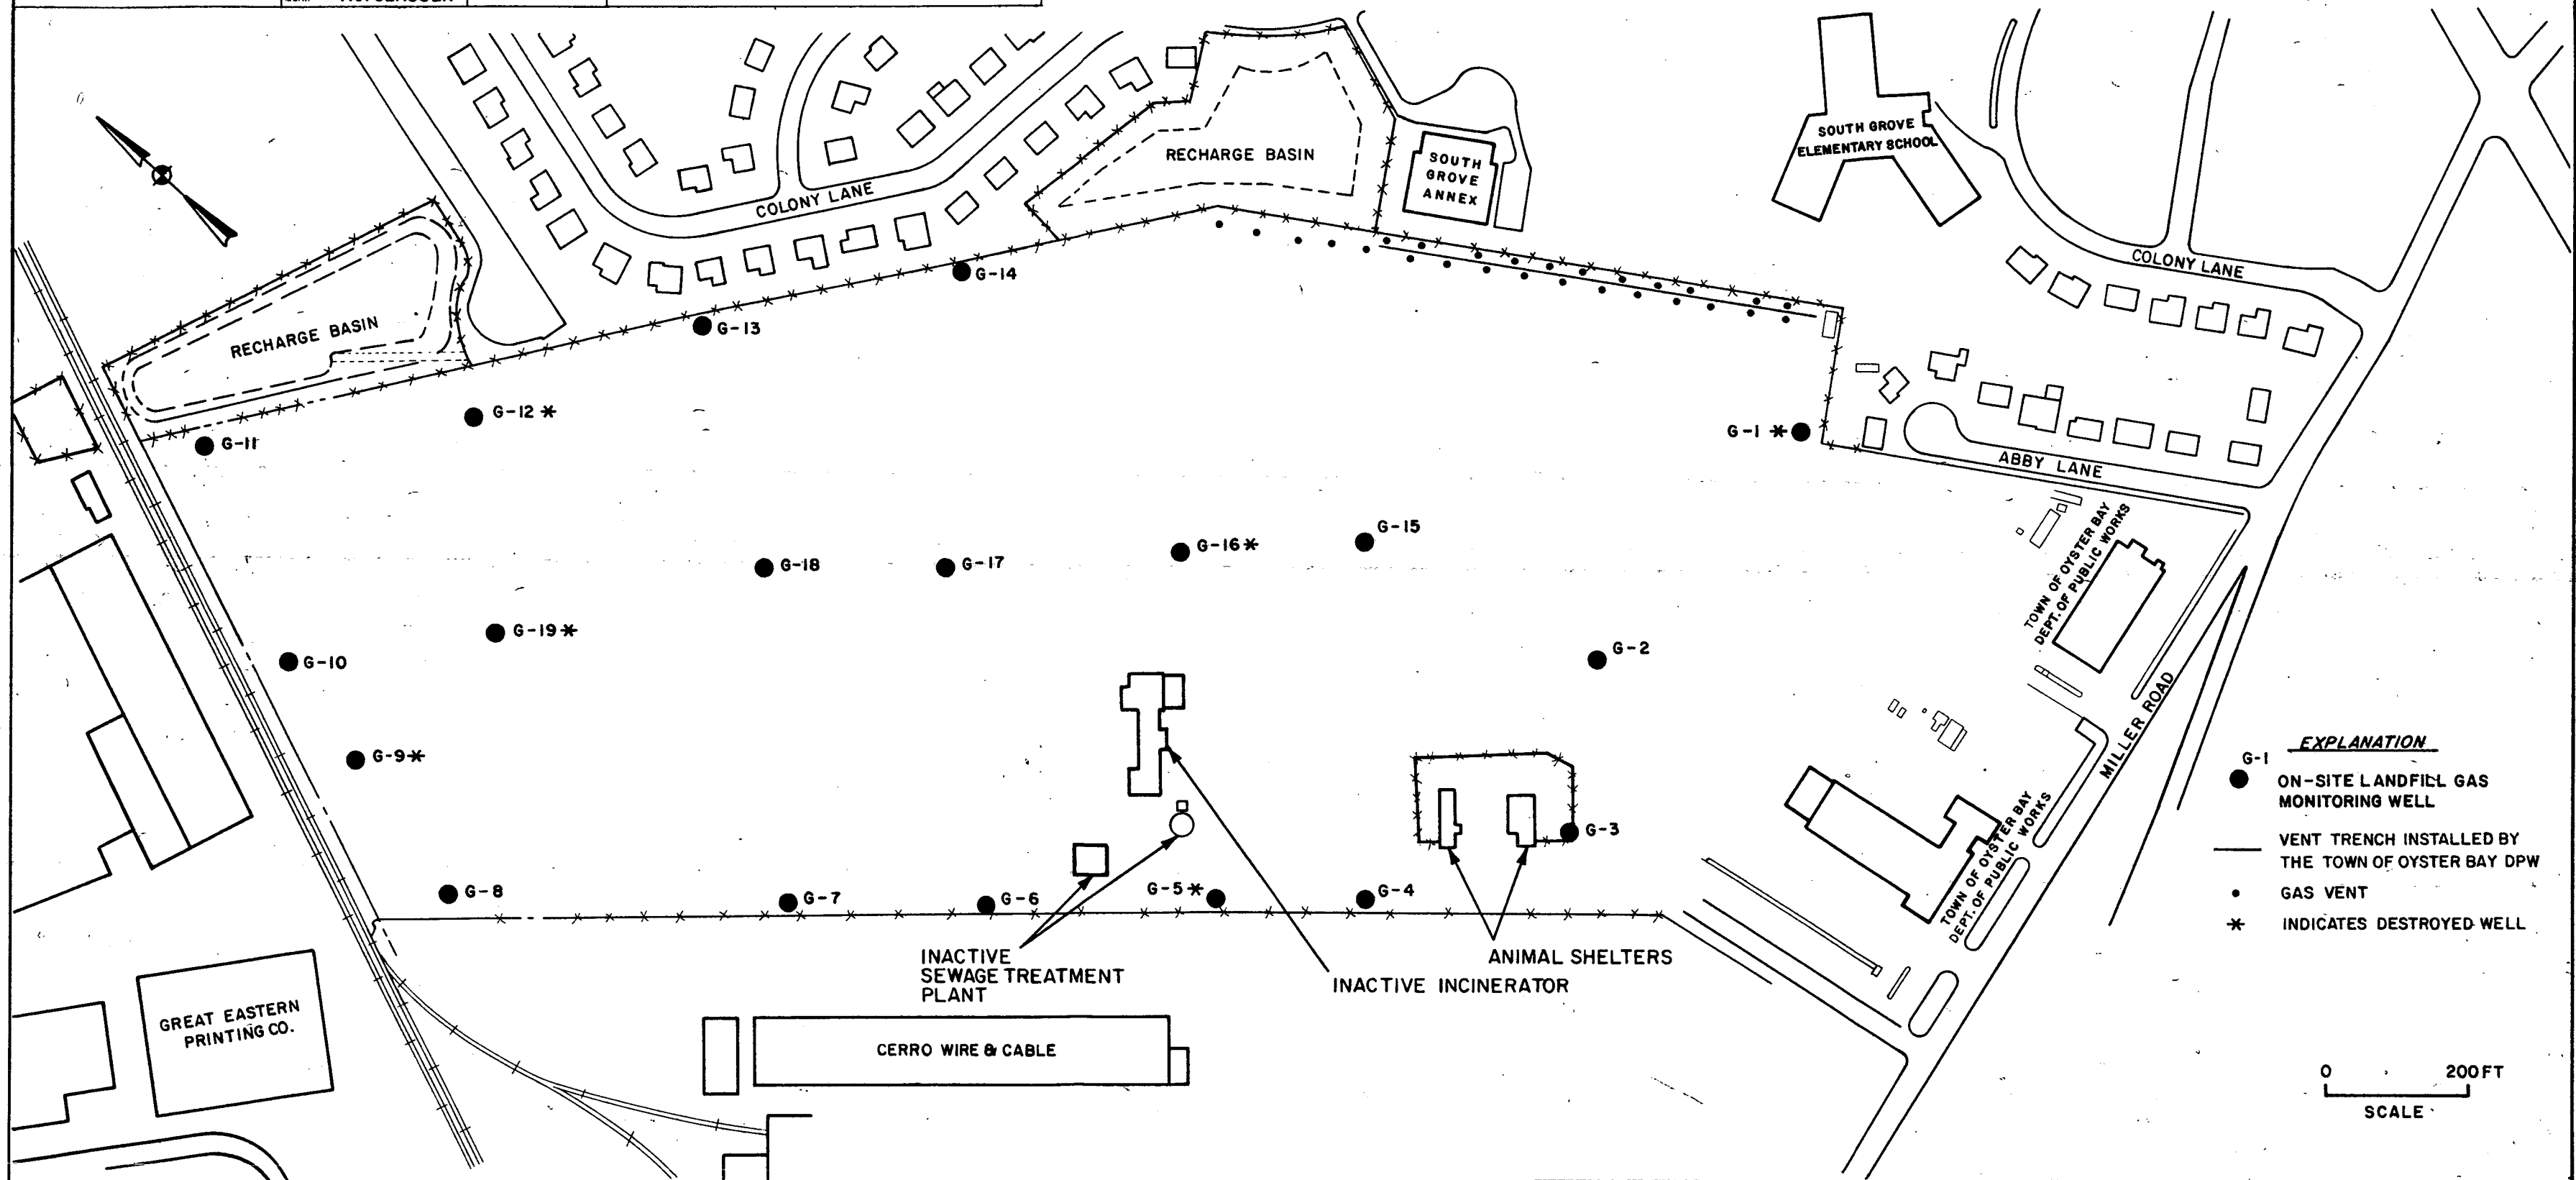 SOUTH GROVE
ELEMENTARY SCHOOL
RECHARGE BASIN
SOUTH
GROVE
ANNEX
COLONY LANE
COLONY LANE
RECHARGE BASIN
G-14
G-13
G-12 *
G-11
G-1 *
ABBY LANE
G-15
G-16 *
G-17
G-18
G-19 *
G-10
G-2
TOWN OF OYSTER BAY
DEPT. OF PUBLIC WORKS
MILLER ROAD
G-9 *
G-3
G-8
G-7
G-6
G-5 *
G-4
TOWN OF OYSTER BAY
DEPT. OF PUBLIC WORKS
INACTIVE
SEWAGE TREATMENT
PLANT
INACTIVE INCINERATOR
ANIMAL SHELTERS
GREAT EASTERN
PRINTING CO.
CERRO WIRE & CABLE
EXPLANATION
G-1
ON-SITE LANDFILL GAS
MONITORING WELL
VENT TRENCH INSTALLED BY
THE TOWN OF OYSTER BAY DPW
GAS VENT
* INDICATES DESTROYED WELL
0 200 FT
SCALE